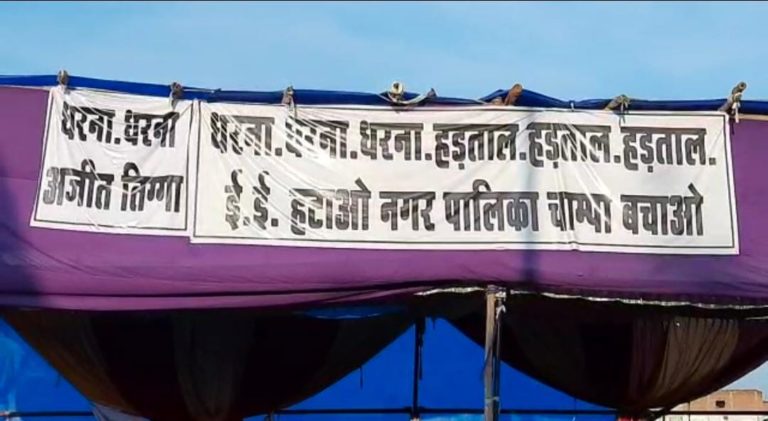 धरना.धरना
अजीत तिग्गा
धरना.धरना.धरना.हड़ताल.हड़ताल.हड़ताल.
ई.ई. हटाओ नगर पालिका चाम्पा बचाओ